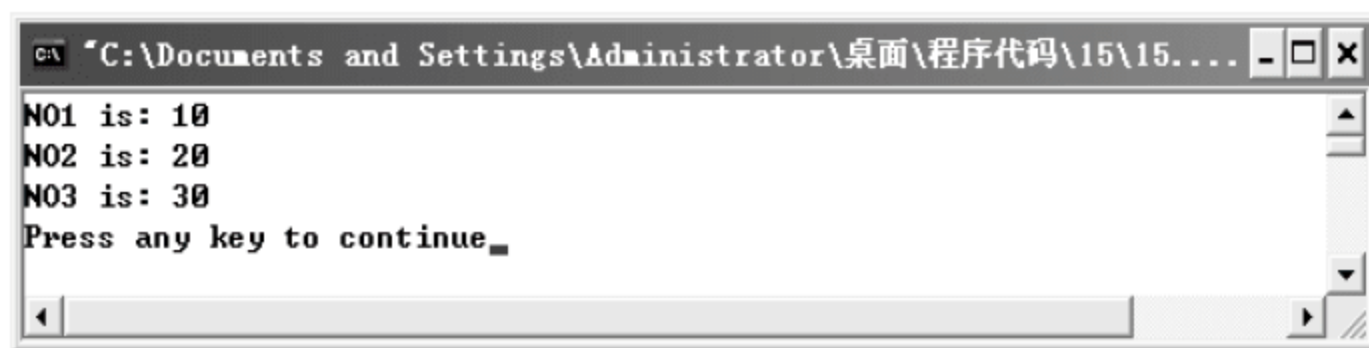 "C:\Documents and Settings\Administrator\桌面\程序代码\15\15....
NO1 is: 10
NO2 is: 20
NO3 is: 30
Press any key to continue_